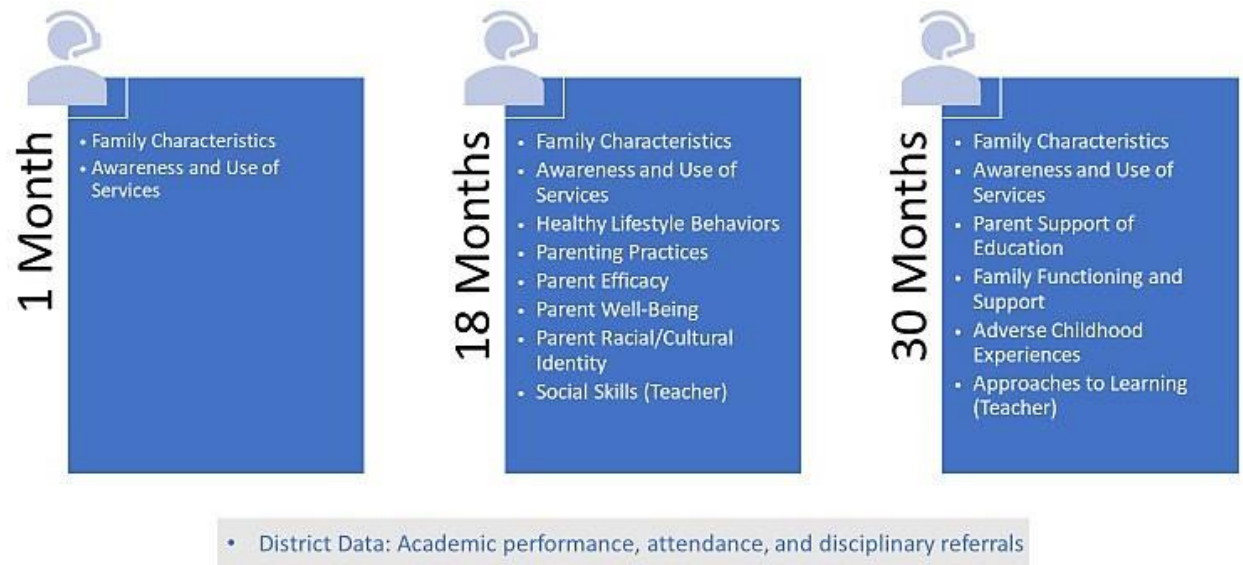 1 Month
• Family Characteristics
• Awareness and Use of
Services
18 Months
• Family Characteristics
• Awareness and Use of
Services
• Healthy Lifestyle Behaviors
• Parenting Practices
• Parent Efficacy
• Parent Well-Being
• Parent Racial/Cultural
Identity
• Social Skills (Teacher)
30 Months
• Family Characteristics
• Awareness and Use of
Services
• Parent Support of
Education
• Family Functioning and
Support
• Adverse Childhood
Experiences
• Approaches to Learning
(Teacher)
• District Data: Academic performance, attendance, and disciplinary referrals